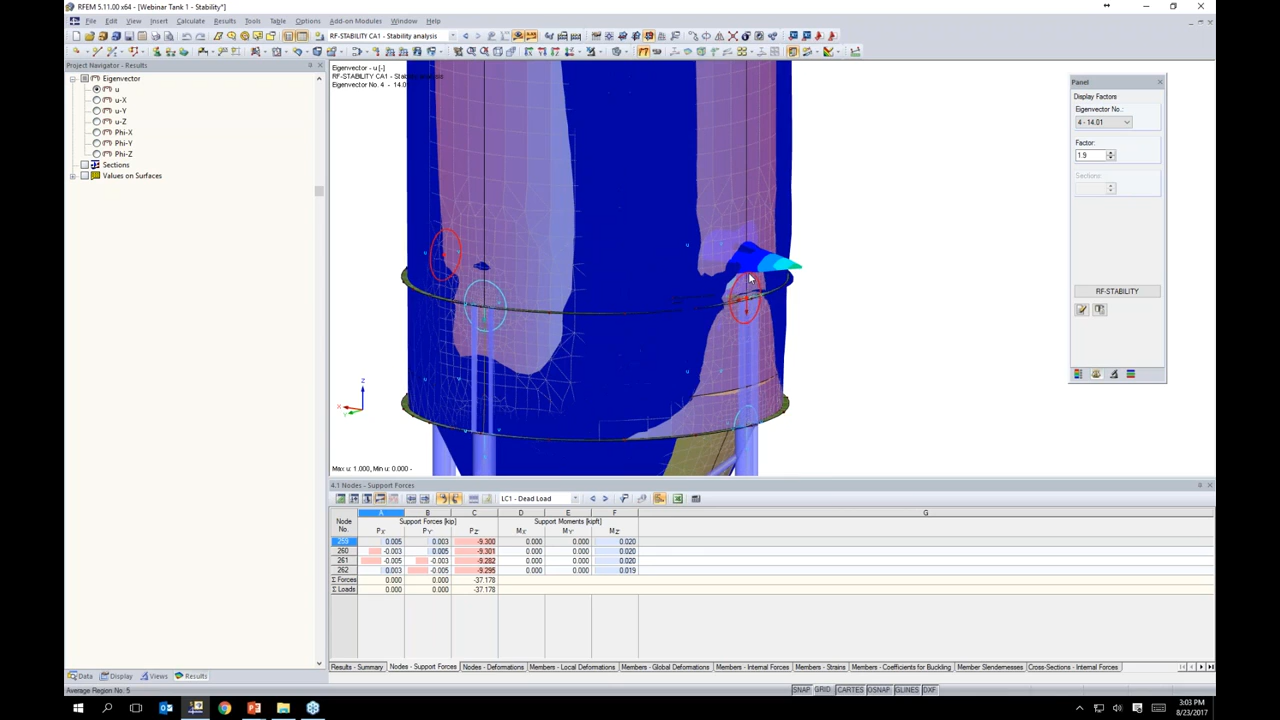 RFEM 5.11.00 x64 - [Webinar Tank 1 - Stability*]
File Edit View Insert Calculate Results Tools Table Options Add-on Modules Window Help
RF-STABILITY CA1 - Stability analysis
Project Navigator - Results
Eigenvector
u
u-X
u-Y
u-Z
Phi-X
Phi-Y
Phi-Z
Sections
Values on Surfaces
Eigenvector - u [-]
RF-STABILITY CA1 - Stability analysis
Eigenvector No. 4 - 14.0
Z
X
Y
Max u: 1.000, Min u: 0.000 -
Panel
Display Factors
Eigenvector No.:
4 - 14.01
Factor:
1.9
Sections:
RF-STABILITY
4.1 Nodes - Support Forces
LC1 - Dead Load
A B C D E F G
Node Support Forces [kip] Support Moments [kipft]
No. PX' PY' PZ' MX' MY' MZ'
259 0.005 0.003 -9.300 0.000 0.000 0.020
260 -0.003 0.005 -9.301 0.000 0.000 0.020
261 -0.005 -0.003 -9.282 0.000 0.000 0.020
262 0.003 -0.005 -9.295 0.000 0.000 0.019
Σ Forces 0.000 0.000 -37.178
Σ Loads 0.000 0.000 -37.178
Results - Summary Nodes - Support Forces Nodes - Deformations Members - Local Deformations Members - Global Deformations Members - Internal Forces Members - Strains Members - Coefficients for Buckling Member Slendernesses Cross-Sections - Internal Forces
Data Display Views Results
Average Region No. 5
SNAP GRID CARTES OSNAP GLINES DXF
3:03 PM
8/23/2017